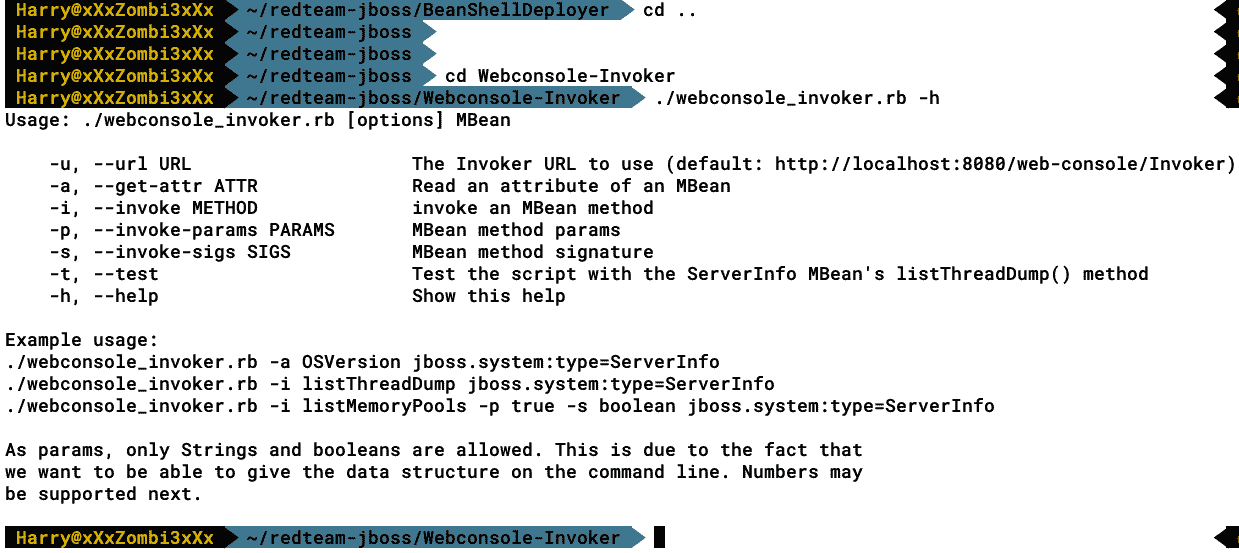 Harry@xXxZombi3xXx ~/redteam-jboss/BeanShellDeployer cd ..
Harry@xXxZombi3xXx ~/redteam-jboss
Harry@xXxZombi3xXx ~/redteam-jboss
Harry@xXxZombi3xXx ~/redteam-jboss cd Webconsole-Invoker
Harry@xXxZombi3xXx ~/redteam-jboss/Webconsole-Invoker ./webconsole_invoker.rb -h
Usage: ./webconsole_invoker.rb [options] MBean
-u, --url URL The Invoker URL to use (default: http://localhost:8080/web-console/Invoker)
-a, --get-attr ATTR Read an attribute of an MBean
-i, --invoke METHOD invoke an MBean method
-p, --invoke-params PARAMS MBean method params
-s, --invoke-sigs SIGS MBean method signature
-t, --test Test the script with the ServerInfo MBean's listThreadDump() method
-h, --help Show this help
Example usage:
./webconsole_invoker.rb -a OSVersion jboss.system:type=ServerInfo
./webconsole_invoker.rb -i listThreadDump jboss.system:type=ServerInfo
./webconsole_invoker.rb -i listMemoryPools -p true -s boolean jboss.system:type=ServerInfo
As params, only Strings and booleans are allowed. This is due to the fact that
we want to be able to give the data structure on the command line. Numbers may
be supported next.
Harry@xXxZombi3xXx ~/redteam-jboss/Webconsole-Invoker